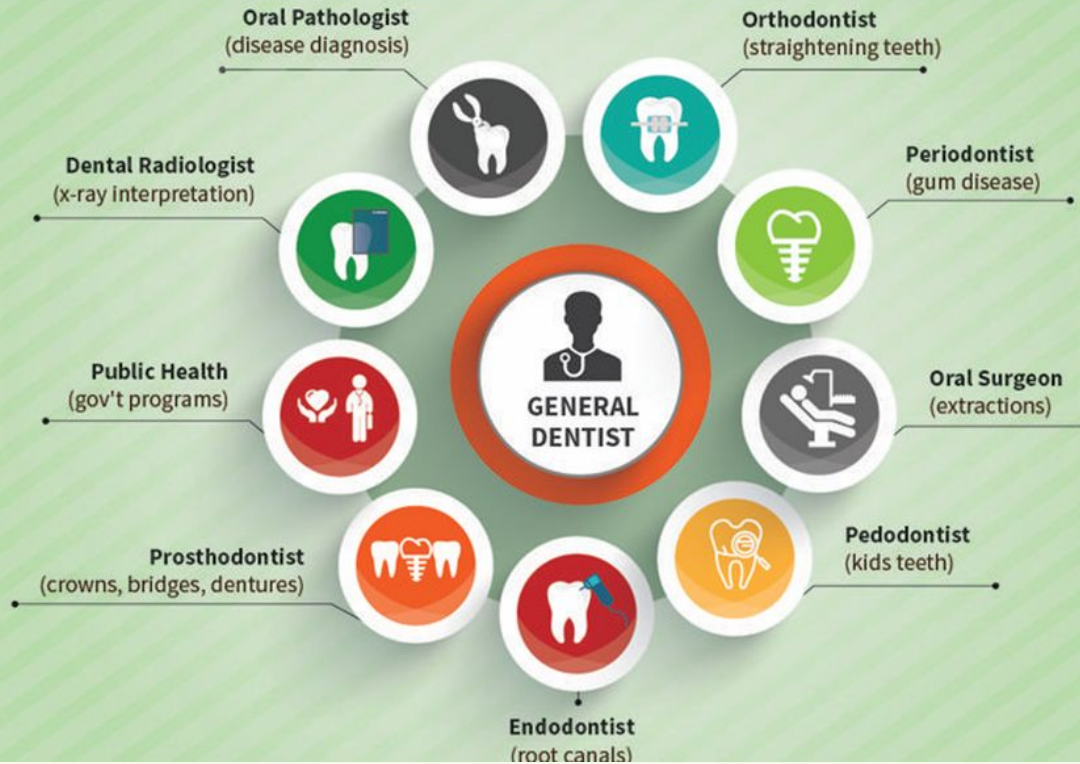 Oral Pathologist
(disease diagnosis)
Orthodontist
(straightening teeth)
Dental Radiologist
(x-ray interpretation)
Periodontist
(gum disease)
GENERAL
DENTIST
Public Health
(gov't programs)
Oral Surgeon
(extractions)
Prosthodontist
(crowns, bridges, dentures)
Pedodontist
(kids teeth)
Endodontist
(root canals)